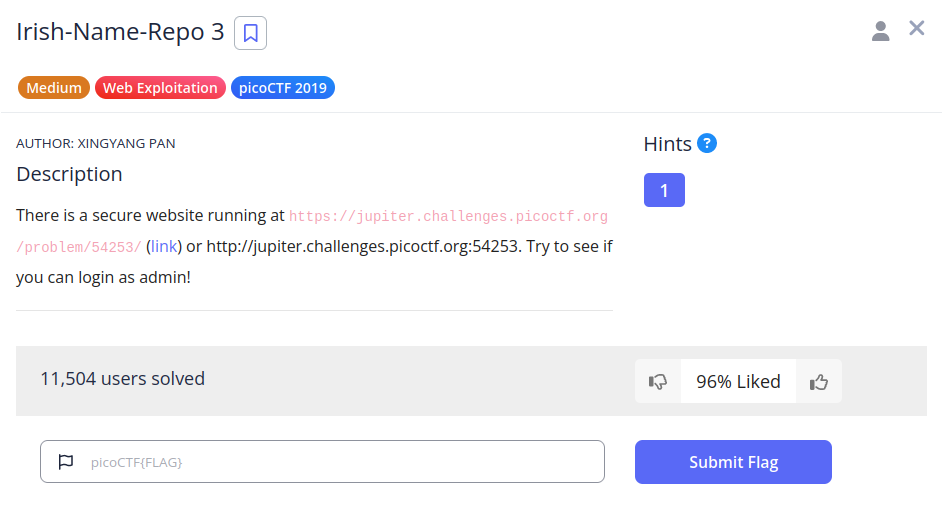 Irish-Name-Repo 3
Medium Web Exploitation picoCTF 2019
AUTHOR: XINGYANG PAN
Description
There is a secure website running at https://jupiter.challenges.picoctf.org
/problem/54253/ (link) or http://jupiter.challenges.picoctf.org:54253. Try to see if
you can login as admin!
Hints ?
1
11,504 users solved
96% Liked
picoCTF{FLAG}
Submit Flag